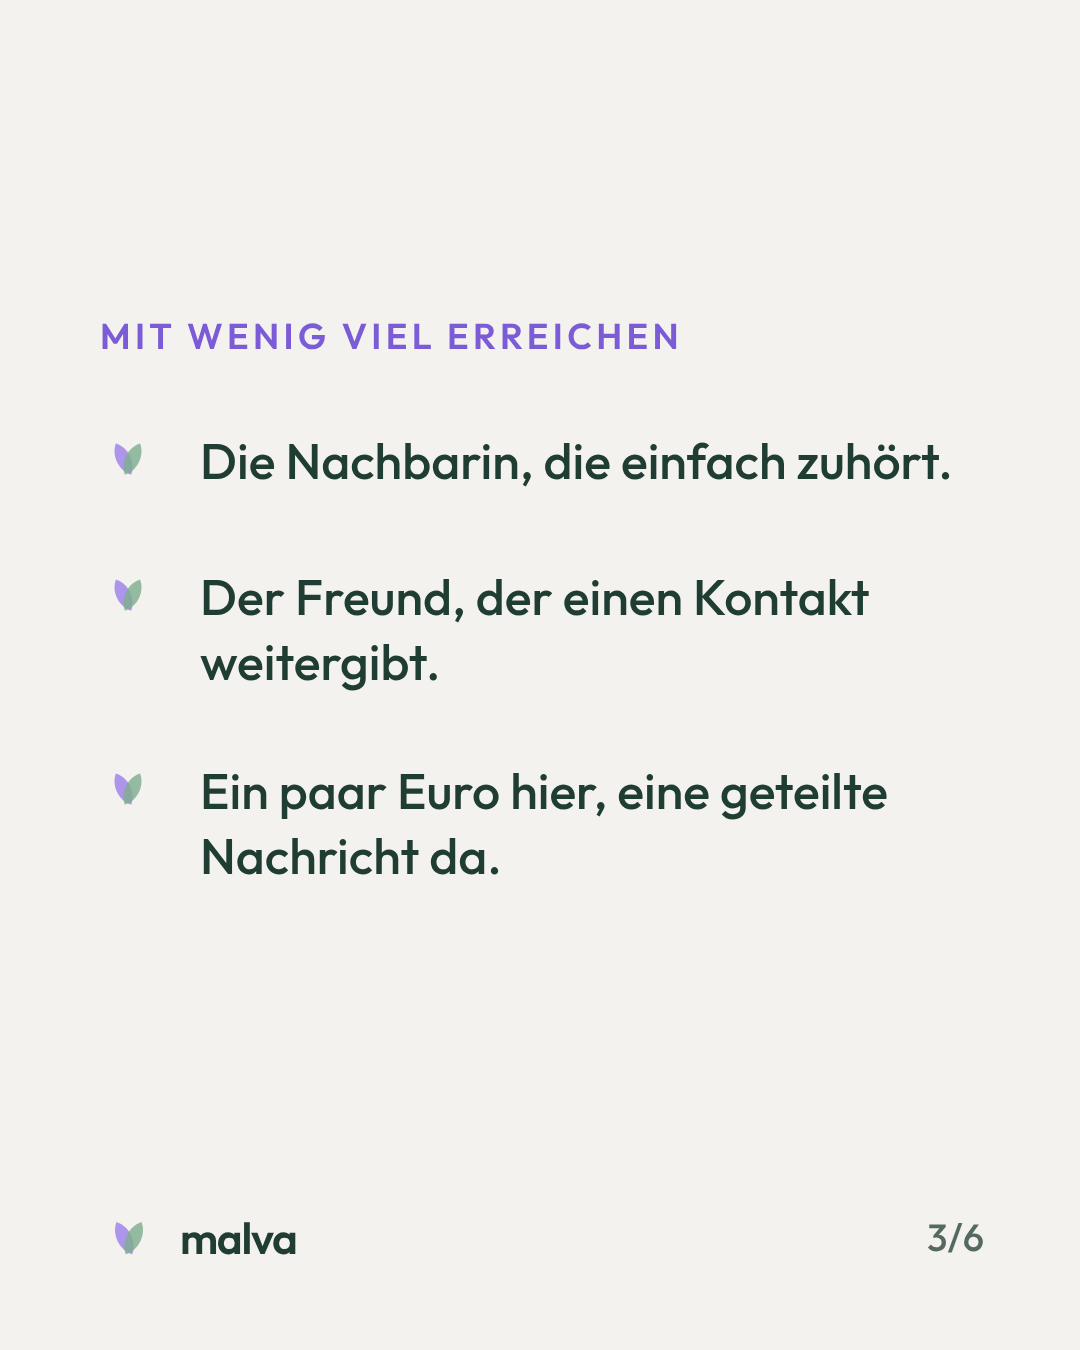 MIT WENIG VIEL ERREICHEN
Die Nachbarin, die einfach zuhört.
Der Freund, der einen Kontakt
weitergibt.
Ein paar Euro hier, eine geteilte
Nachricht da.
malva
3/6